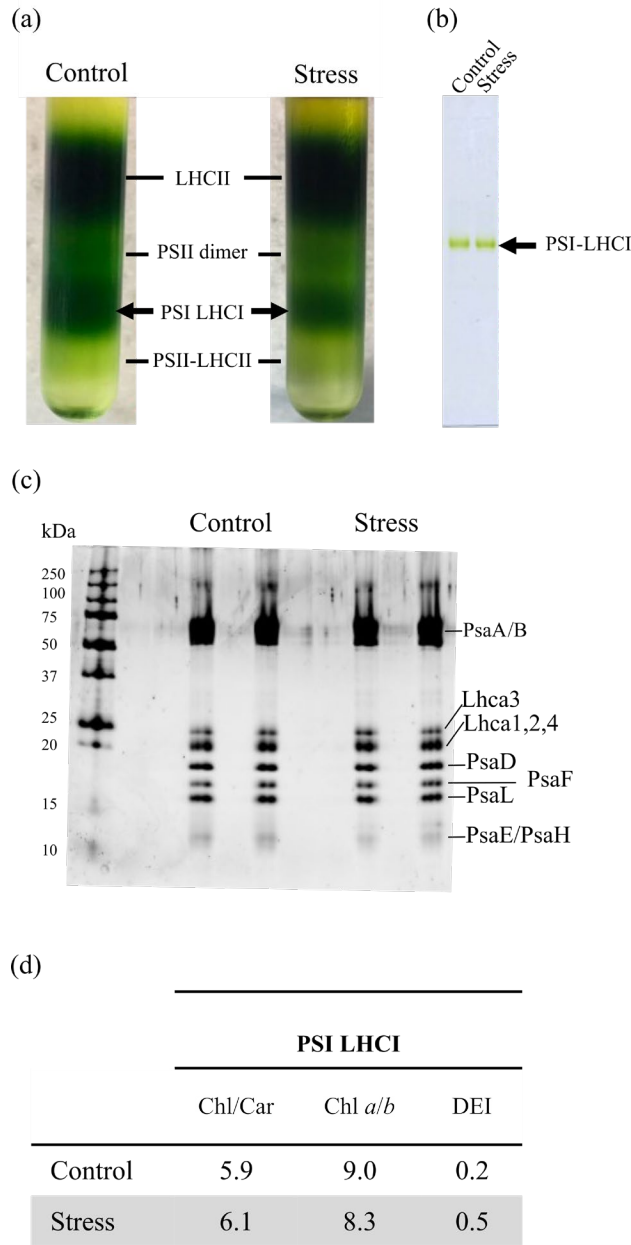 (a)
Control
Stress
LHCII
PSII dimer
PSI LHCI
PSII-LHCII
(b)
Control
Stress
PSI-LHCI
(c)
kDa
Control
Stress
250
100
75
50
37
25
20
15
10
PsaA/B
Lhca3
Lhca1,2,4
PsaD
PsaF
PsaL
PsaE/PsaH
(d)
PSI LHCI
Chl/Car Chl a/b DEI
Control 5.9 9.0 0.2
Stress 6.1 8.3 0.5